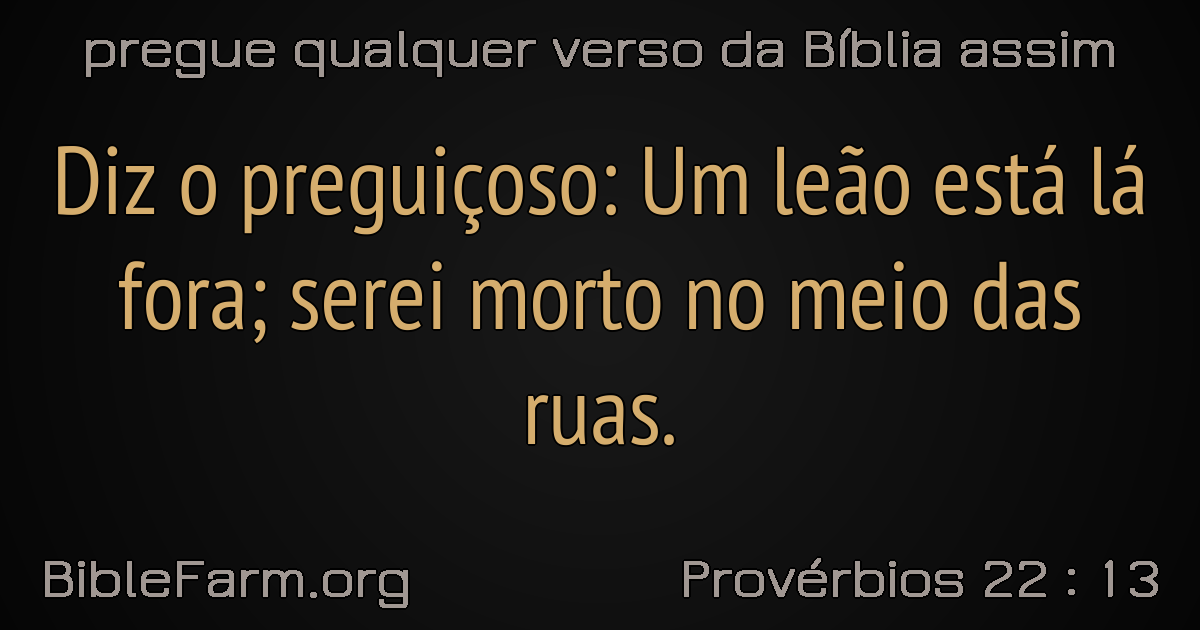 pregue qualquer verso da Bíblia assim
Diz o preguiçoso: Um leão está lá
fora; serei morto no meio das
ruas.
BibleFarm.org
Provérbios 22 : 13